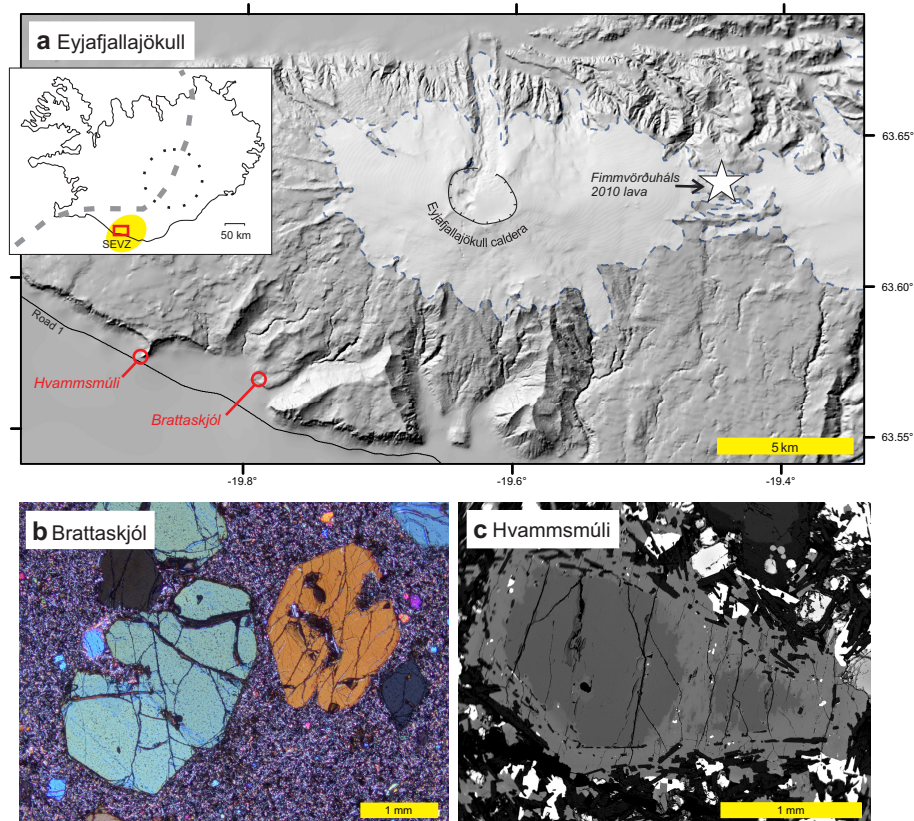 a Eyjafjallajökull
50 km
SEVZ
Fimmvörðuháls
2010 lava
Eyjafjallajökull caldera
Road 1
Hvammsmúli
Brattaskjól
5 km
63.65°
63.60°
63.55°
-19.8°
-19.6°
-19.4°
b Brattaskjól
1 mm
c Hvammsmúli
1 mm